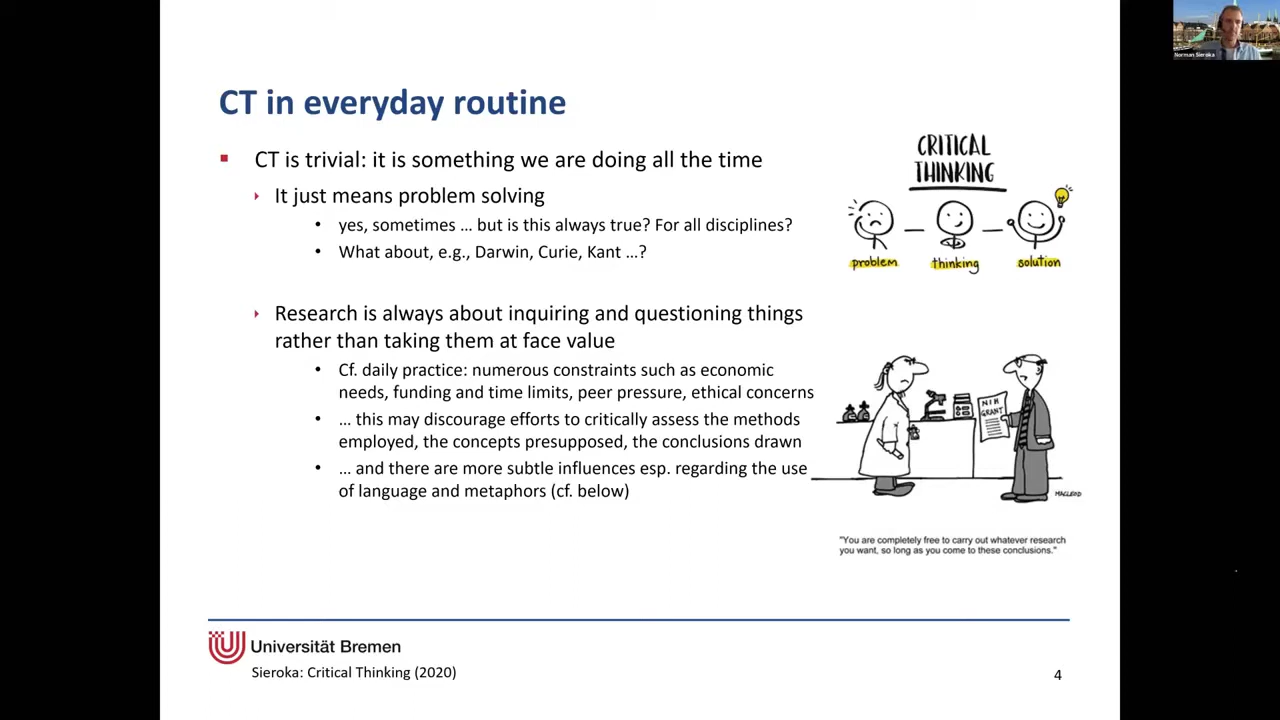 Norman Sieroka
CT in everyday routine
CT is trivial: it is something we are doing all the time
It just means problem solving
yes, sometimes … but is this always true? For all disciplines?
What about, e.g., Darwin, Curie, Kant …?
Research is always about inquiring and questioning things
rather than taking them at face value
Cf. daily practice: numerous constraints such as economic
needs, funding and time limits, peer pressure, ethical concerns
… this may discourage efforts to critically assess the methods
employed, the concepts presupposed, the conclusions drawn
… and there are more subtle influences esp. regarding the use
of language and metaphors (cf. below)
CRITICAL
THINKING
problem
thinking
solution
NIH
GRANT
MACLEOD
"You are completely free to carry out whatever research
you want, so long as you come to these conclusions."
Universität Bremen
Sieroka: Critical Thinking (2020)
4